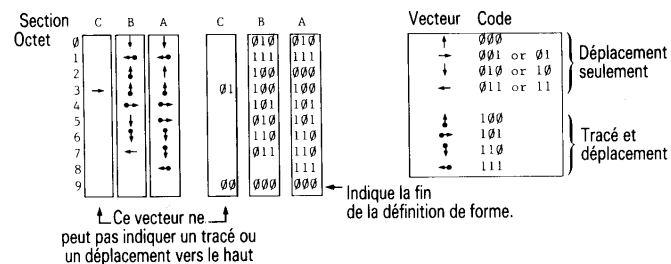 Section C B A C B A
Octet
Ø Ø1Ø Ø1Ø
1 111 111
2 1ØØ ØØØ
3 Ø1 1ØØ 1ØØ
4 1Ø1 1Ø1
5 Ø1Ø 1Ø1
6 11Ø 11Ø
7 Ø11 11Ø
8 111
9 ØØ ØØØ ØØØ
Ce vecteur ne
peut pas indiquer un tracé ou
un déplacement vers le haut
Indique la fin
de la définition de forme.
Vecteur Code
ØØØ
ØØ1 or Ø1
Ø1Ø or 1Ø
Ø11 or 11
Déplacement
seulement
1ØØ
1Ø1
11Ø
111
Tracé et
déplacement